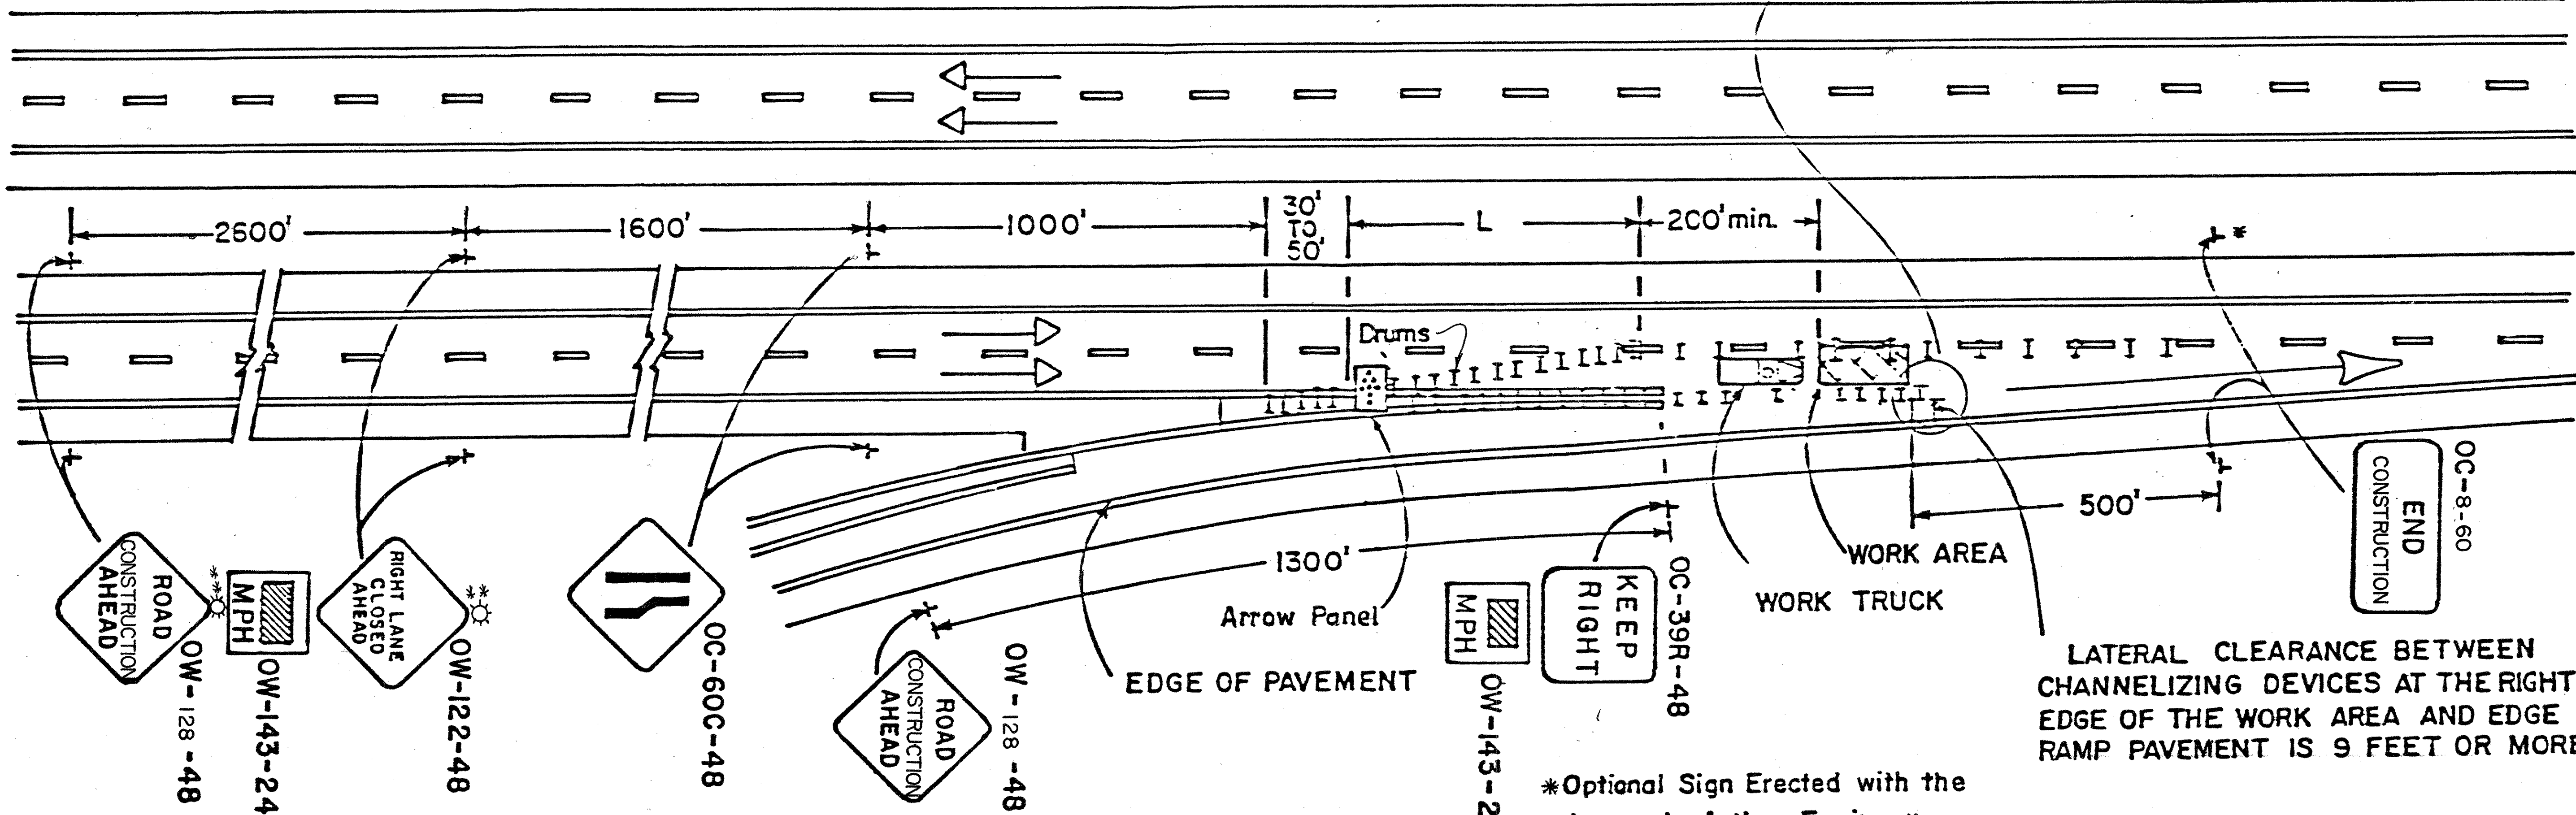 2600'
1600'
1000'
30'
TO
50'
L
200' min.
*
Drums
ROAD
CONSTRUCTION
AHEAD
**
OW-128-48
MPH
OW-143-24
RIGHT LANE
CLOSED
AHEAD
**
OW-122-48
OC-60C-48
ROAD
CONSTRUCTION
AHEAD
OW-128-48
1300'
EDGE OF PAVEMENT
Arrow Panel
MPH
OW-143-2
KEEP
RIGHT
OC-39R-48
WORK TRUCK
WORK AREA
500'
END
CONSTRUCTION
OC-8-60
LATERAL CLEARANCE BETWEEN
CHANNELIZING DEVICES AT THE RIGHT
EDGE OF THE WORK AREA AND EDGE
RAMP PAVEMENT IS 9 FEET OR MORE
*Optional Sign Erected with the